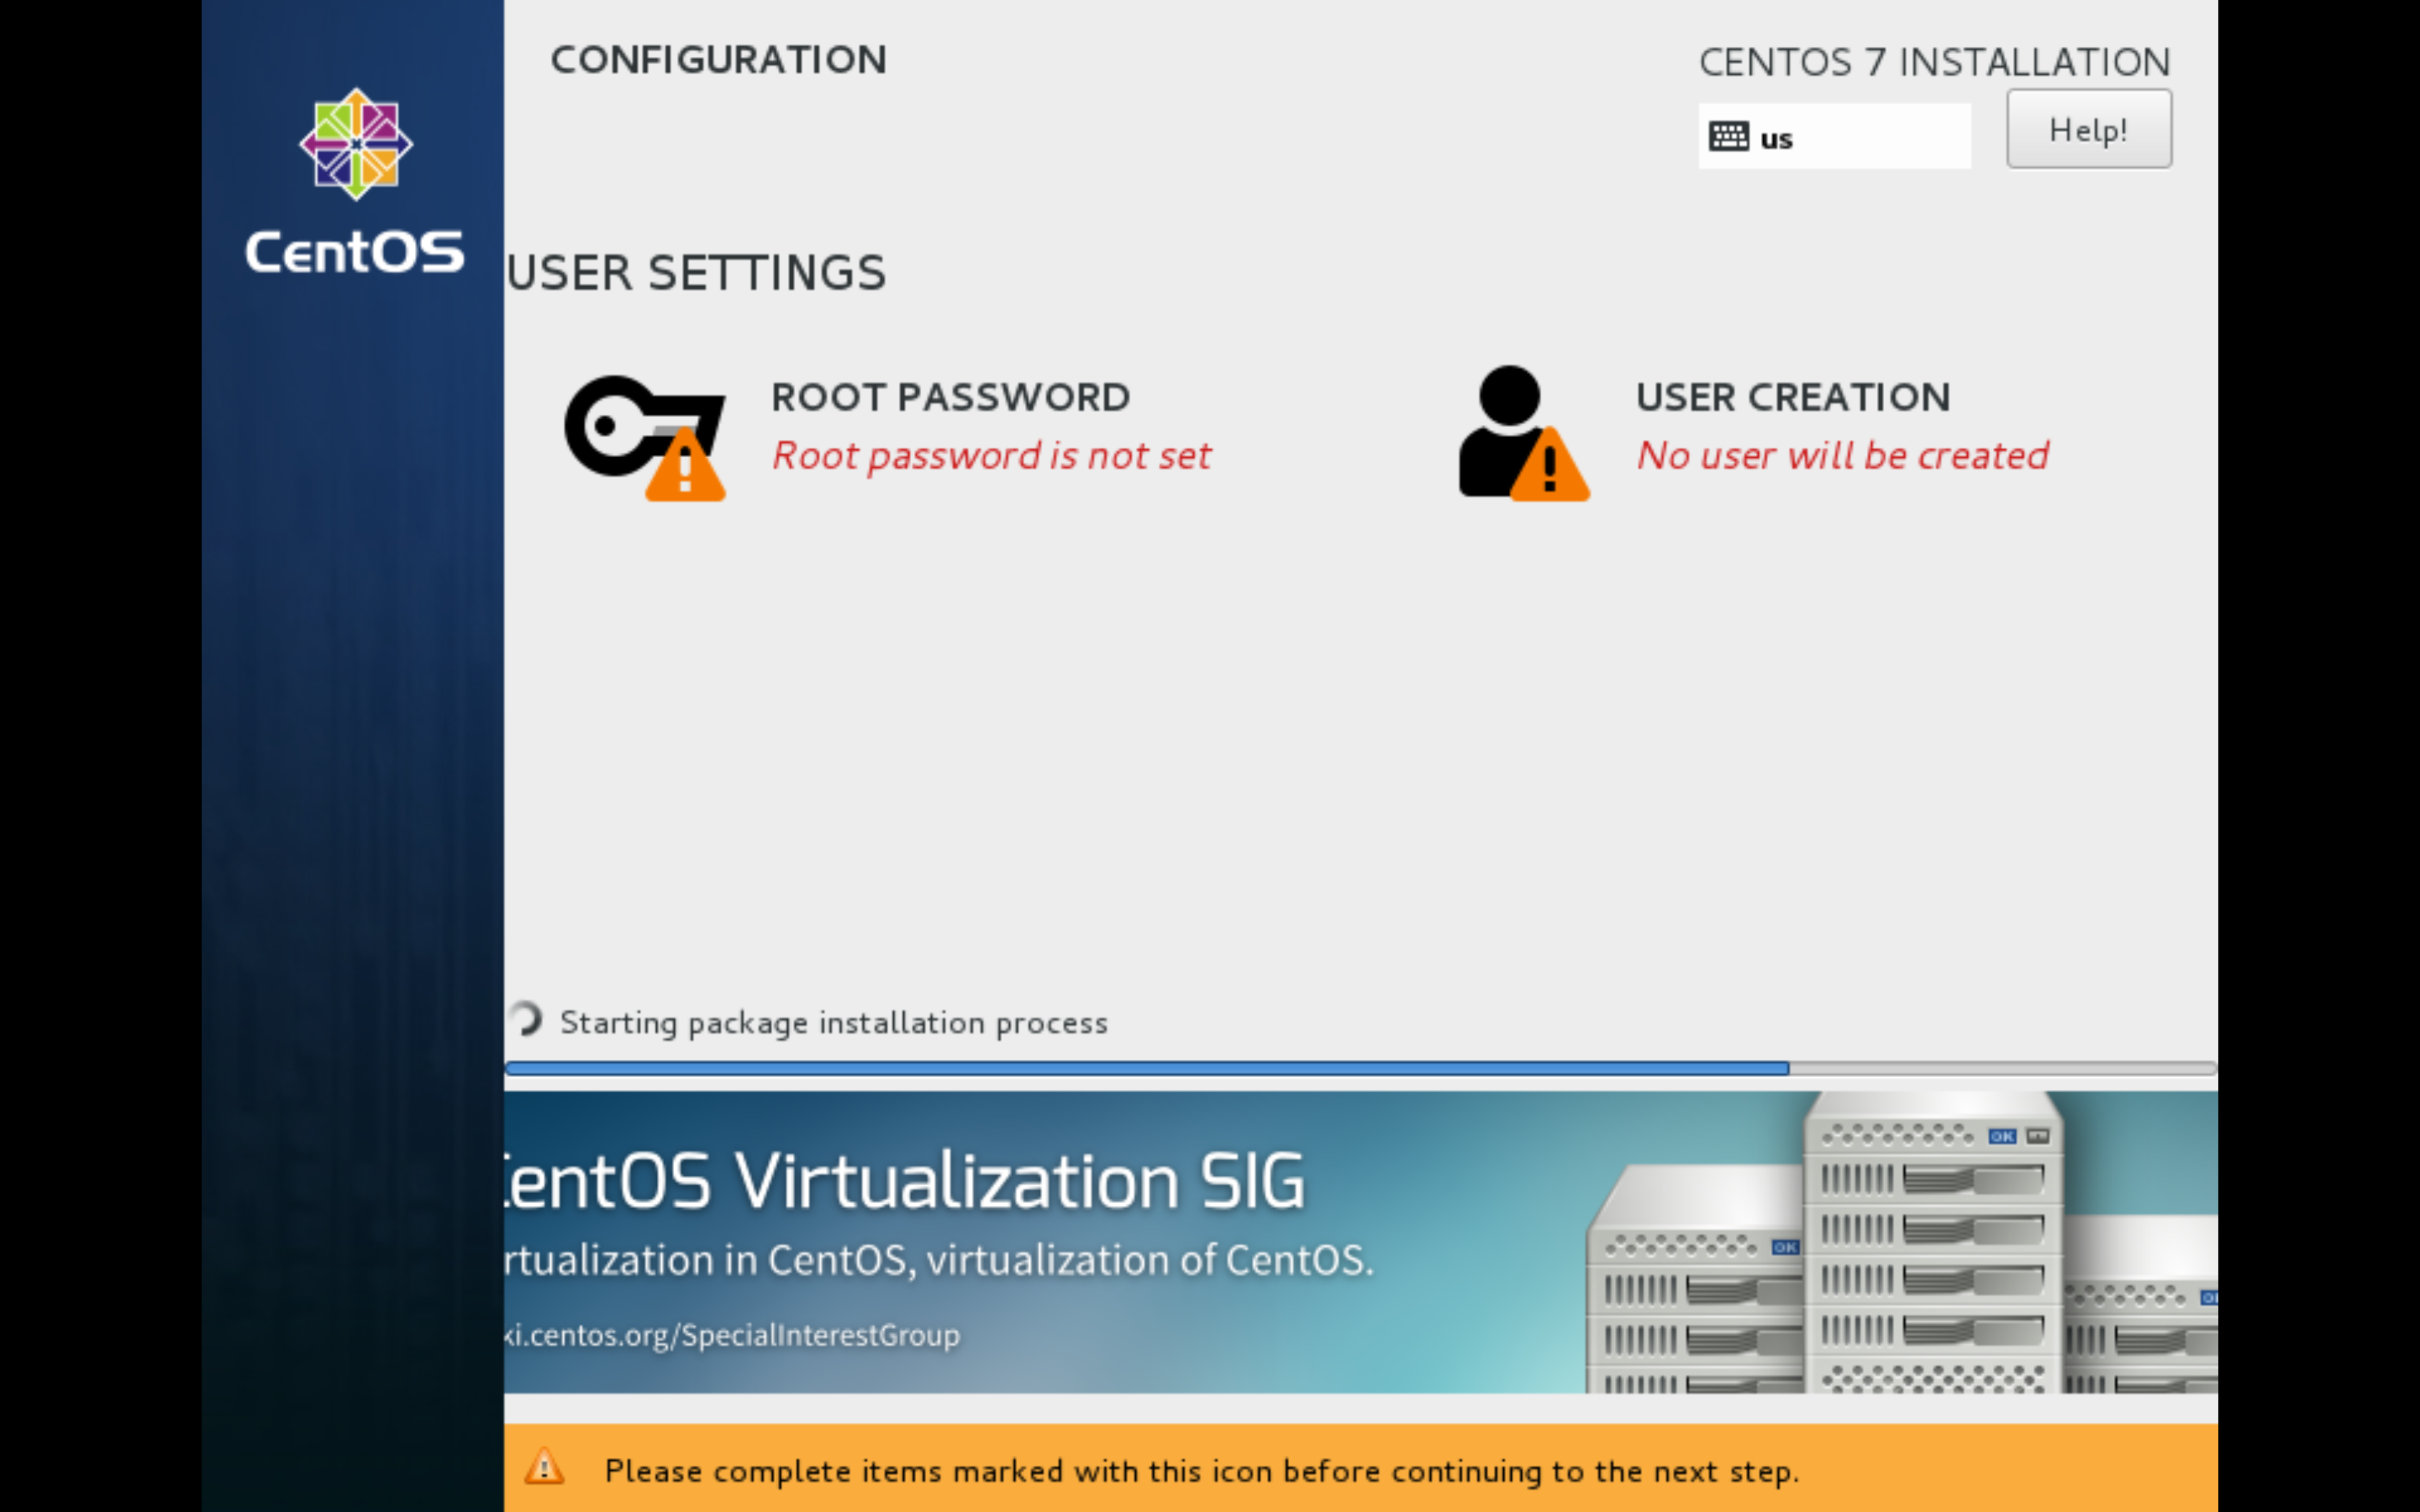 CONFIGURATION
CENTOS 7 INSTALLATION
us
Help!
CentOS
USER SETTINGS
ROOT PASSWORD
Root password is not set
USER CREATION
No user will be created
Starting package installation process
CentOS Virtualization SIG
rtualization in CentOS, virtualization of CentOS.
ki.centos.org/SpecialInterestGroup
OK
OK
Please complete items marked with this icon before continuing to the next step.